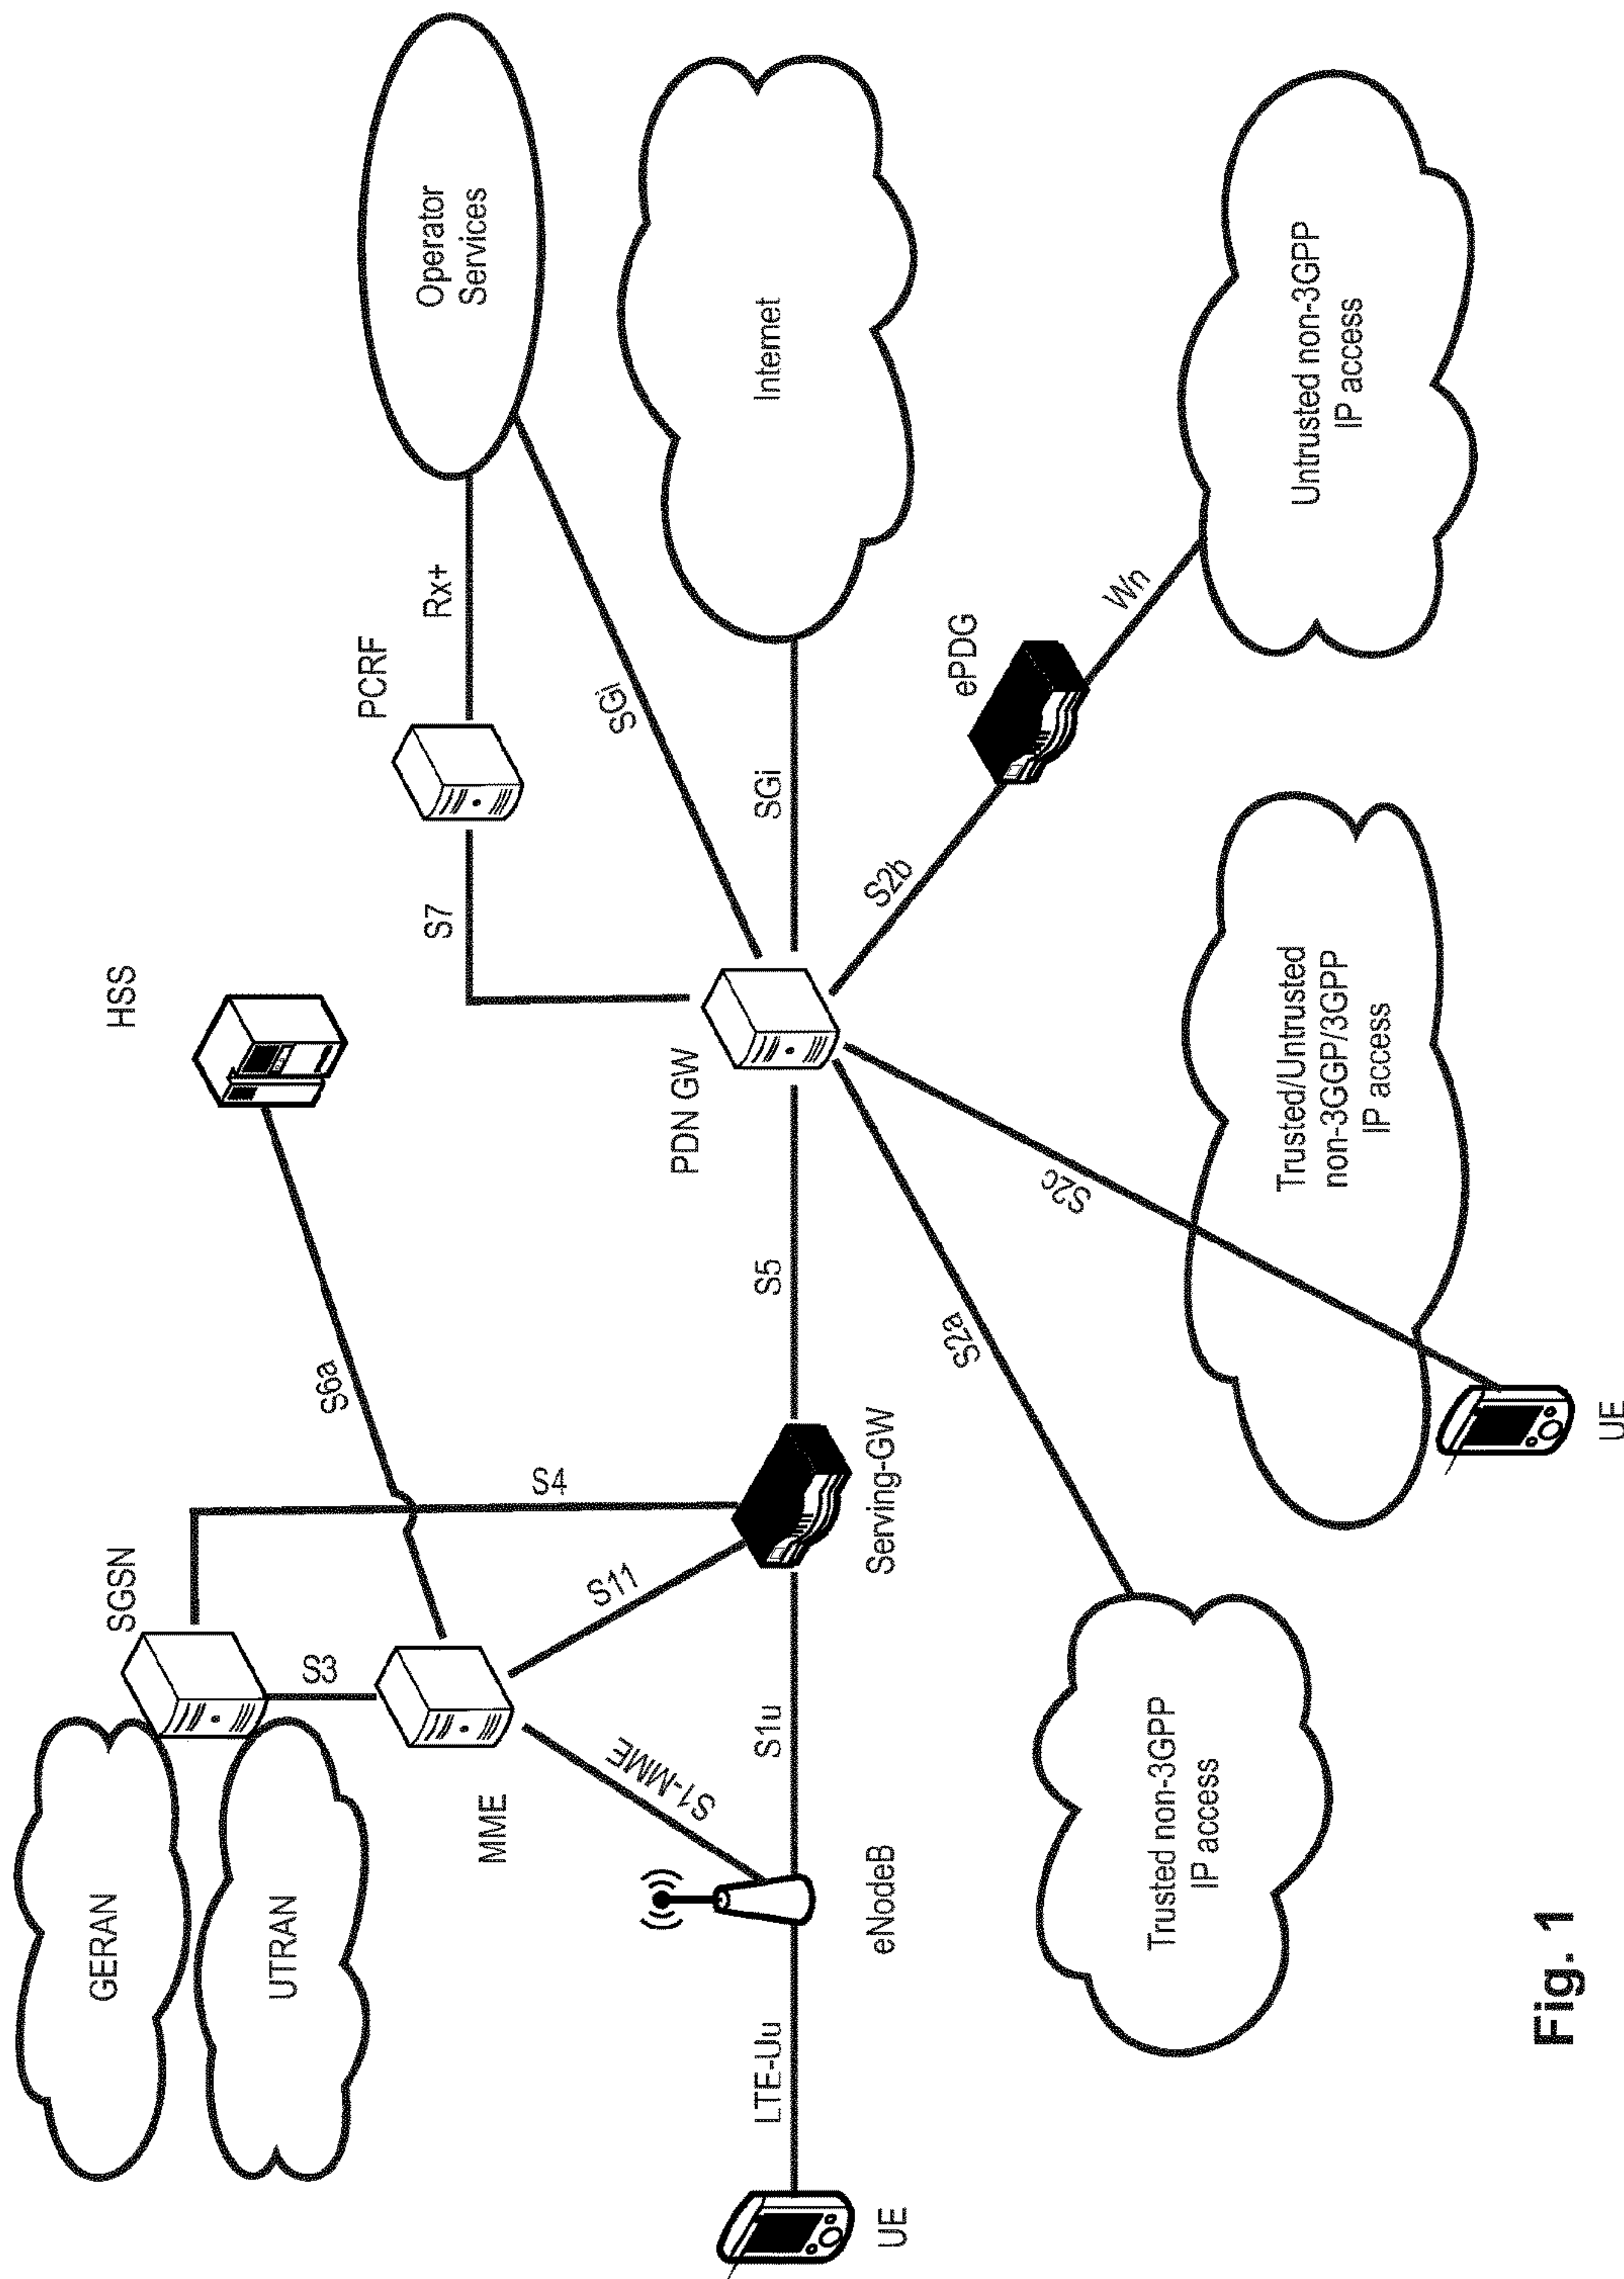 GERAN
UTRAN
SGSN
S3
MME
S4
S6a
HSS
S11
S1-MME
UE
LTE-Uu
eNodeB
S1u
Serving-GW
S5
PDN GW
S7
PCRF
Rx+
Operator
Services
SGi
SGi
Internet
S2b
ePDG
Wn
Untrusted non-3GPP
IP access
S2c
S2a
Trusted/Untrusted
non-3GGP/3GPP
IP access
UE
Trusted non-3GPP
IP access
Fig. 1